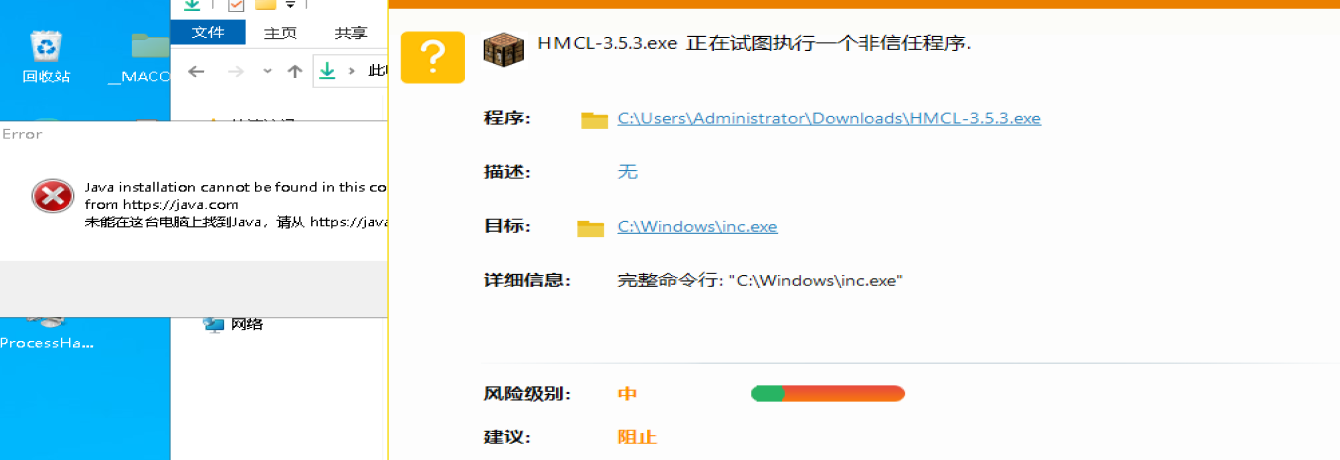 文件 主页 共享
回收站
__MACO
Error
Java installation cannot be found in this co
from https://java.com
未能在这台电脑上找到Java，请从 https://java
网络
ProcessHa...
HMCL-3.5.3.exe 正在试图执行一个非信任程序.
程序: C:\Users\Administrator\Downloads\HMCL-3.5.3.exe
描述: 无
目标: C:\Windows\inc.exe
详细信息: 完整命令行: "C:\Windows\inc.exe"
风险级别: 中
建议: 阻止